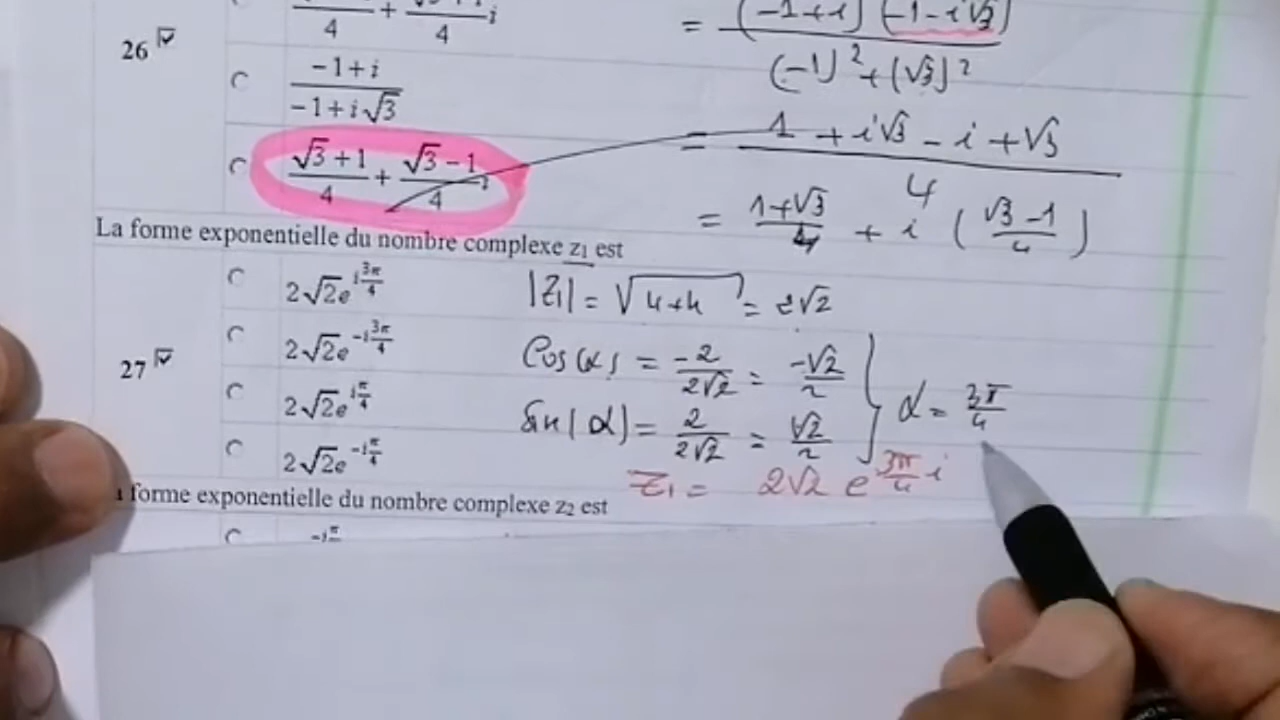 26
4 + 4 i
= (-1+i) (-1-i√3) / (-1)² + (√3)²
-1+i / -1+i√3
√3+1 / 4 + √3-1 / 4 i
= 1 + i√3 - i + √3 / 4
= 1+√3 / 4 + i ( √3-1 / 4 )
La forme exponentielle du nombre complexe z₁ est
27
2√2e^{i3π/4}
|Z₁| = √4+4 = 2√2
2√2e^{-i3π/4}
cos(α) = -2 / 2√2 = -√2 / 2
2√2e^{iπ/4}
sin(α) = 2 / 2√2 = √2 / 2
α = 3π/4
2√2e^{-iπ/4}
Z₁ = 2√2 e^{3π/4 i}
forme exponentielle du nombre complexe z₂ est